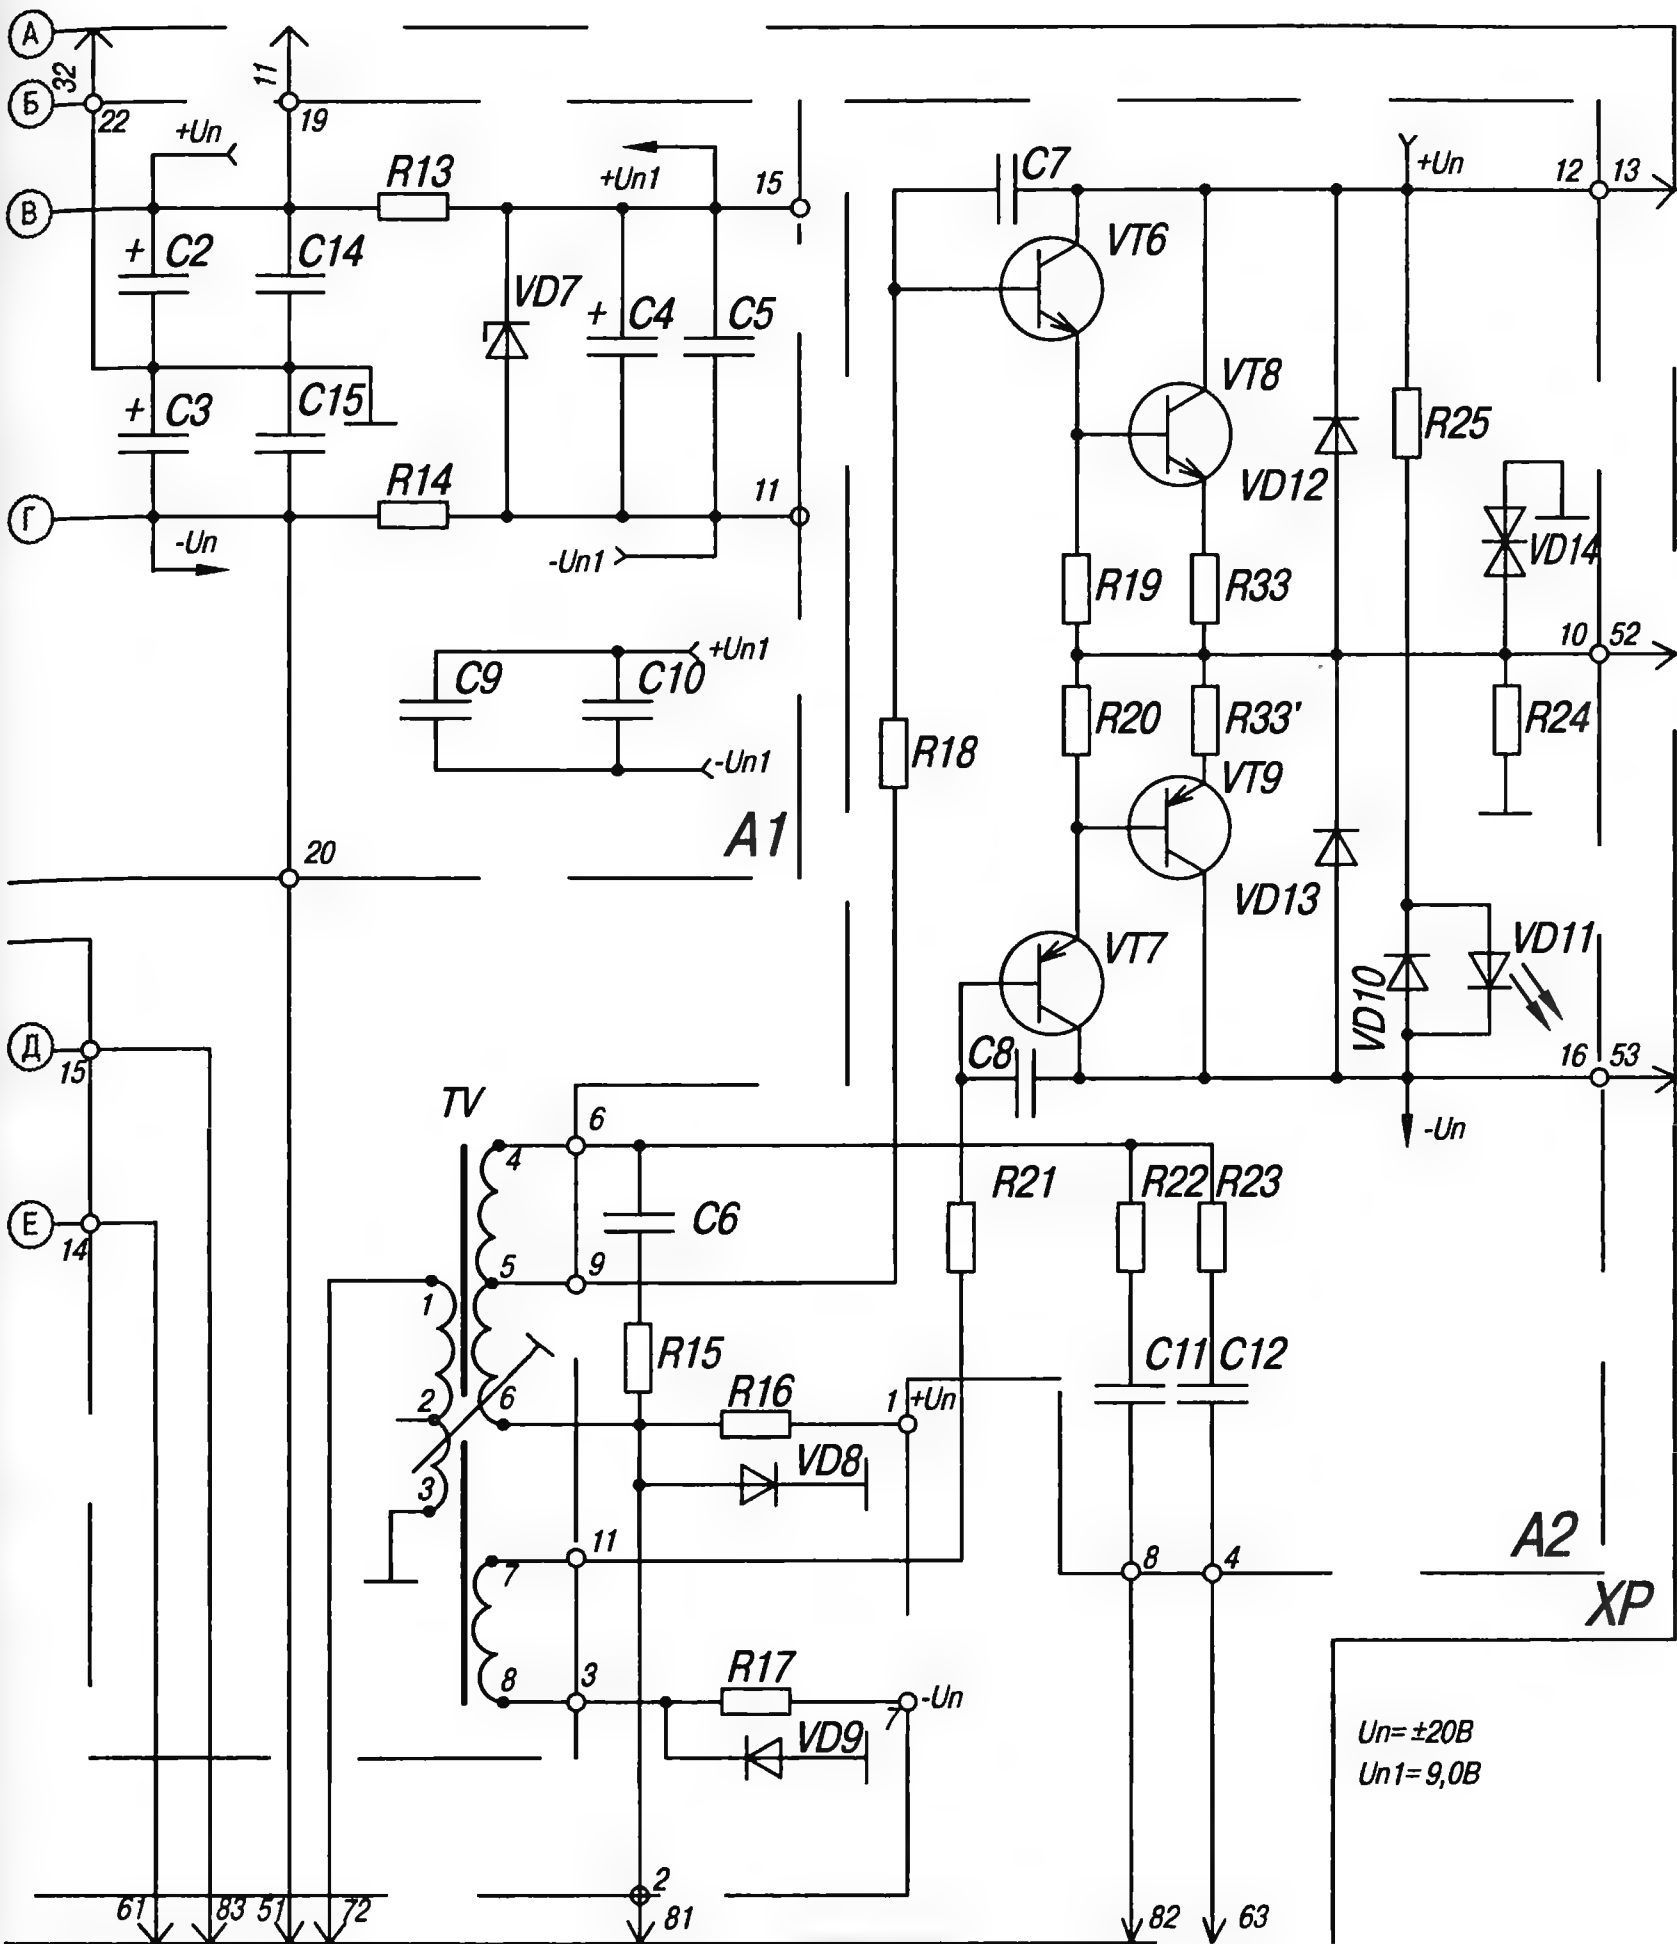 А
32
11
Б
22
19
+Un
R13
+Un1
15
C7
+Un
12
13
В
+ C2
C14
VT6
VD7
+ C4
C5
VT8
+ C3
C15
R25
R14
11
VD12
Г
-Un
-Un1
VD14
R19
R33
+Un1
10
52
C9
C10
R20
R33'
R24
R18
-Un1
VT9
A1
20
VD13
VT7
VD11
VD10
Д
15
C8
16
53
TV
6
-Un
4
R21
R22
R23
Е
14
C6
5
9
1
R15
C11
C12
R16
2
6
1
+Un
VD8
3
11
A2
7
8
4
XP
R17
8
3
-Un
7
VD9
Un= ±20В
Un1= 9,0В
2
61
83
51
72
81
82
63